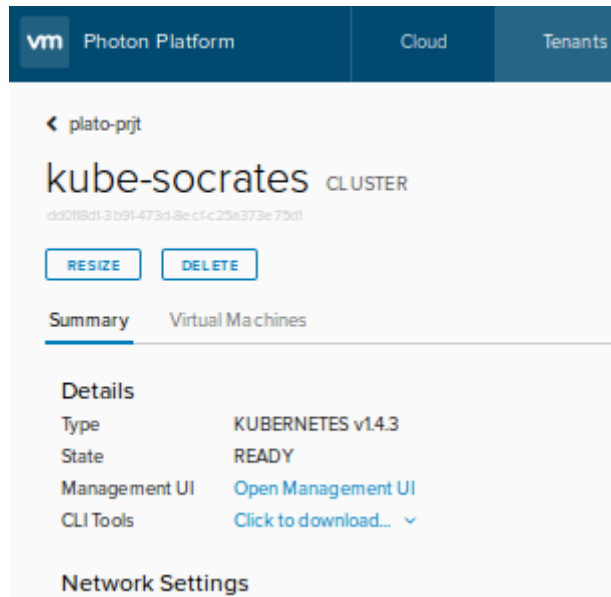 vm Photon Platform Cloud Tenants
plato-prjt
kube-socrates CLUSTER
dd0f18d1-3b91-473d-8ecf-c25a373e75d1
RESIZE DELETE
Summary Virtual Machines
Details
Type KUBERNETES v1.4.3
State READY
Management UI Open Management UI
CLI Tools Click to download...
Network Settings